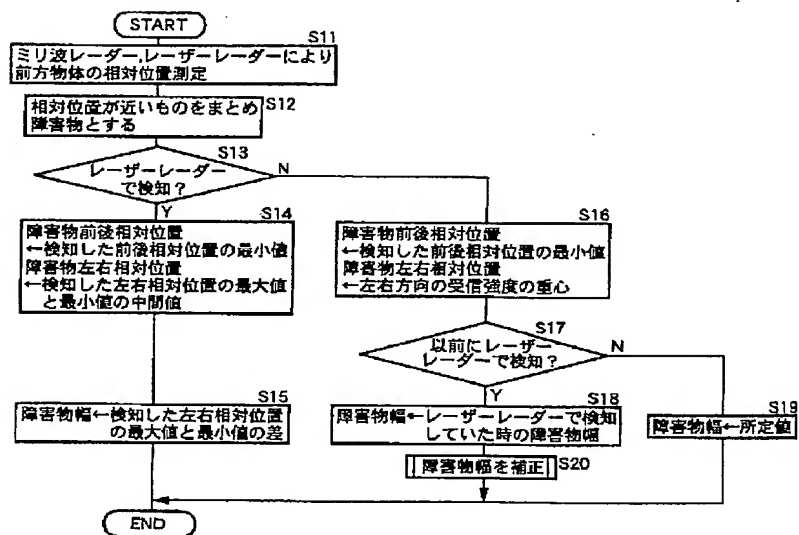 START
S11
ミリ波レーダー,レーザーレーダーにより
前方物体の相対位置測定
S12
相対位置が近いものをまとめ
障害物とする
S13
レーザーレーダー
で検知?
N
Y
S14
障害物前後相対位置
←検知した前後相対位置の最小値
障害物左右相対位置
←検知した左右相対位置の最大値
と最小値の中間値
S16
障害物前後相対位置
←検知した前後相対位置の最小値
障害物左右相対位置
←左右方向の受信強度の重心
S17
以前にレーザー
レーダーで検知?
N
Y
S15
障害物幅←検知した左右相対位置
の最大値と最小値の差
S18
障害物幅←レーザーレーダーで検知
していた時の障害物幅
S19
障害物幅←所定値
障害物幅を補正
S20
END